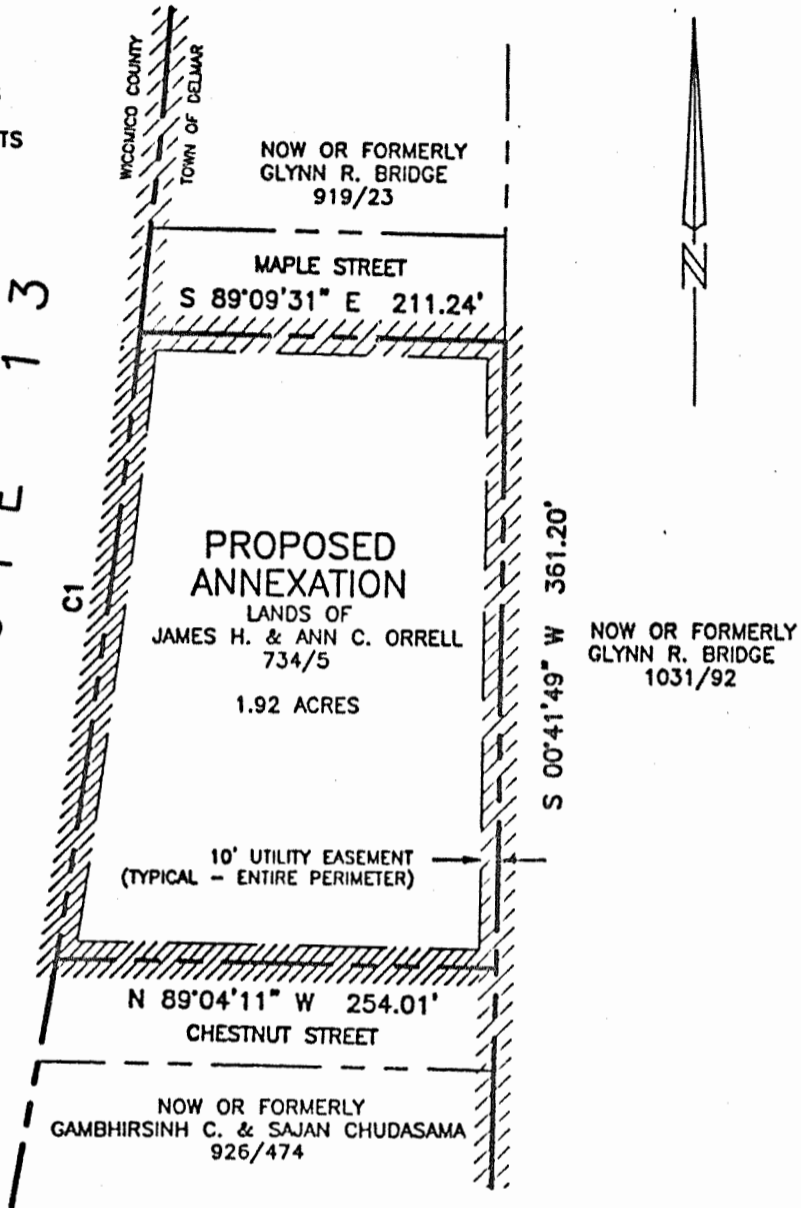 TS
WICOMICO COUNTY
TOWN OF DELMAR
NOW OR FORMERLY
GLYNN R. BRIDGE
919/23
MAPLE STREET
S 89°09'31" E 211.24'
N
13
C1
PROPOSED
ANNEXATION
LANDS OF
JAMES H. & ANN C. ORRELL
734/5
1.92 ACRES
S 00°41'49" W 361.20'
NOW OR FORMERLY
GLYNN R. BRIDGE
1031/92
10' UTILITY EASEMENT
(TYPICAL - ENTIRE PERIMETER)
N 89°04'11" W 254.01'
CHESTNUT STREET
NOW OR FORMERLY
GAMBHIRSINH C. & SAJAN CHUDASAMA
926/474